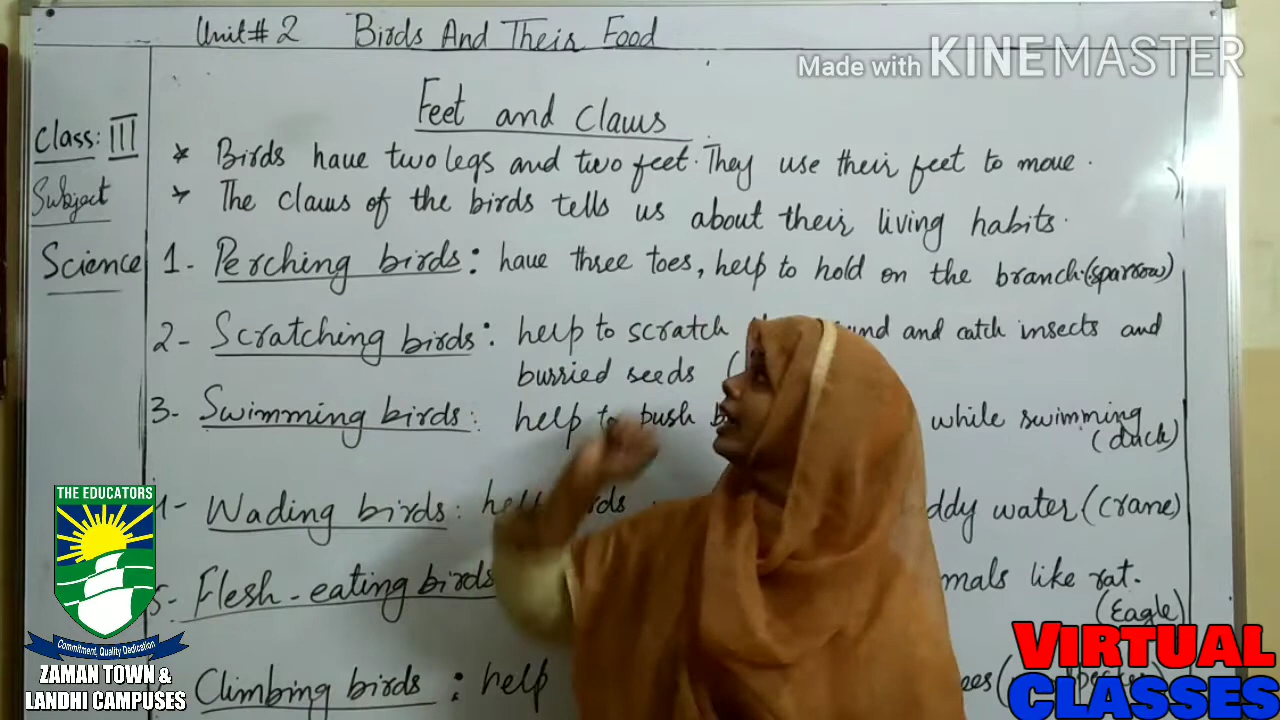 Unit# 2 Birds And Their Food
Made with KINEMASTER
Feet and Claws
Class: III
* Birds have two legs and two feet. They use their feet to move.
Subject
* The claws of the birds tells us about their living habits.
Science
1- Perching birds: have three toes, help to hold on the branch. (sparrow)
2- Scratching birds: help to scratch and and catch insects and
burried seeds (
3- Swimming birds: help to push while swimming
(duck)
Wading birds: help water (Crane)
5- Flesh-eating birds like rat.
(Eagle)
Climbing birds: help
THE EDUCATORS
Commitment, Quality, Dedication
ZAMAN TOWN &
LANDHI CAMPUSES
VIRTUAL
CLASSES